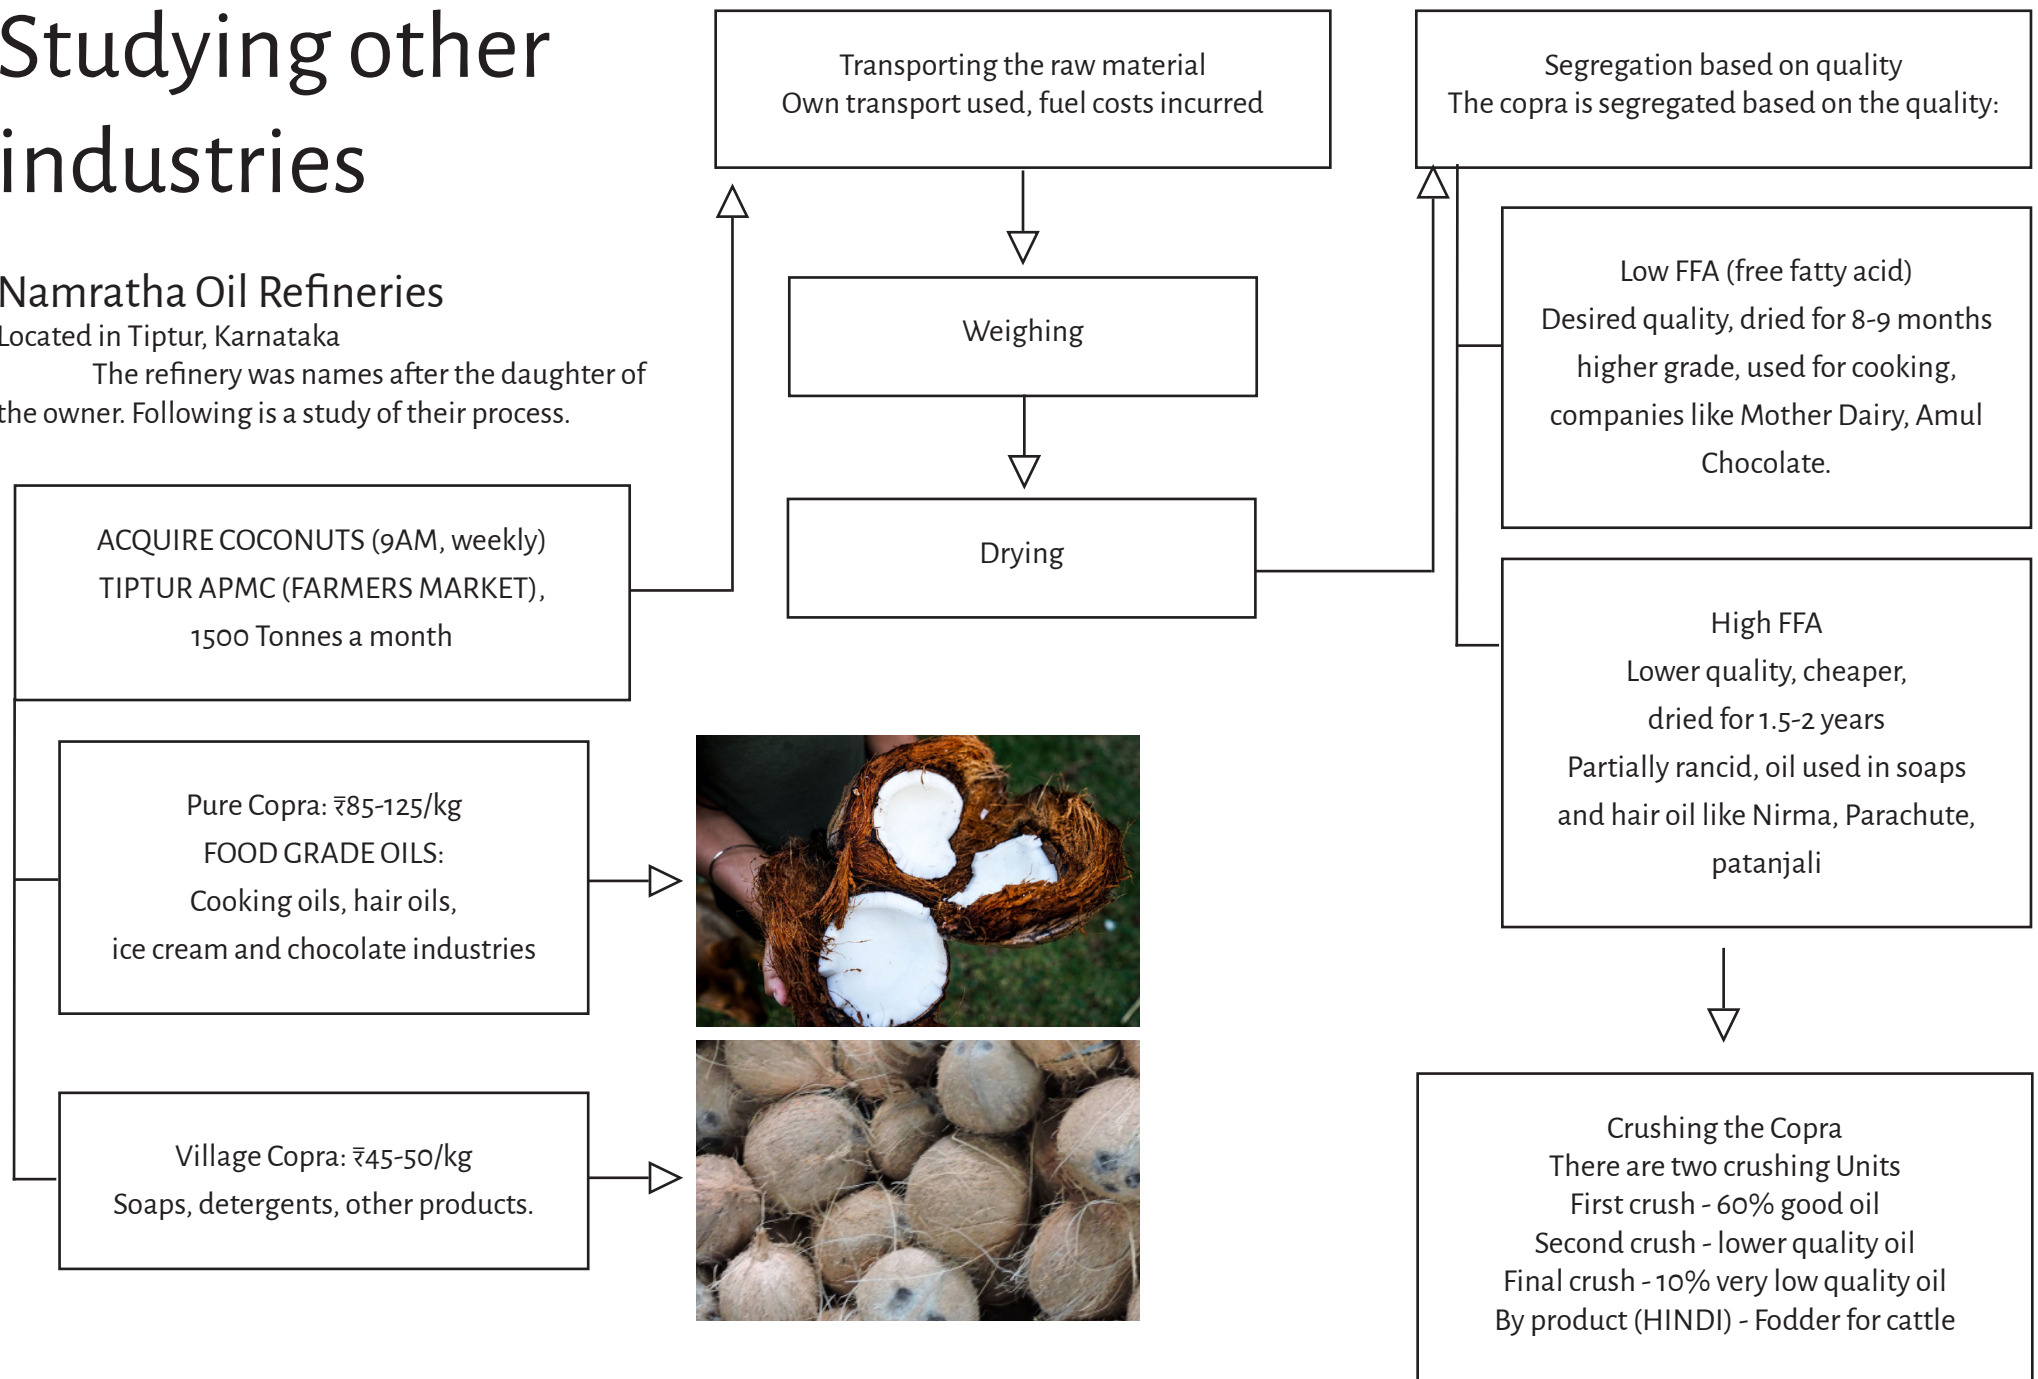 Studying other
industries
Namratha Oil Refineries
Located in Tiptur, Karnataka
The refinery was names after the daughter of
the owner. Following is a study of their process.
ACQUIRE COCONUTS (9AM, weekly)
TIPTUR APMC (FARMERS MARKET),
1500 Tonnes a month
Pure Copra: ₹85-125/kg
FOOD GRADE OILS:
Cooking oils, hair oils,
ice cream and chocolate industries
Village Copra: ₹45-50/kg
Soaps, detergents, other products.
Transporting the raw material
Own transport used, fuel costs incurred
Weighing
Drying
Segregation based on quality
The copra is segregated based on the quality:
Low FFA (free fatty acid)
Desired quality, dried for 8-9 months
higher grade, used for cooking,
companies like Mother Dairy, Amul
Chocolate.
High FFA
Lower quality, cheaper,
dried for 1.5-2 years
Partially rancid, oil used in soaps
and hair oil like Nirma, Parachute,
patanjali
Crushing the Copra
There are two crushing Units
First crush - 60% good oil
Second crush - lower quality oil
Final crush - 10% very low quality oil
By product (HINDI) - Fodder for cattle